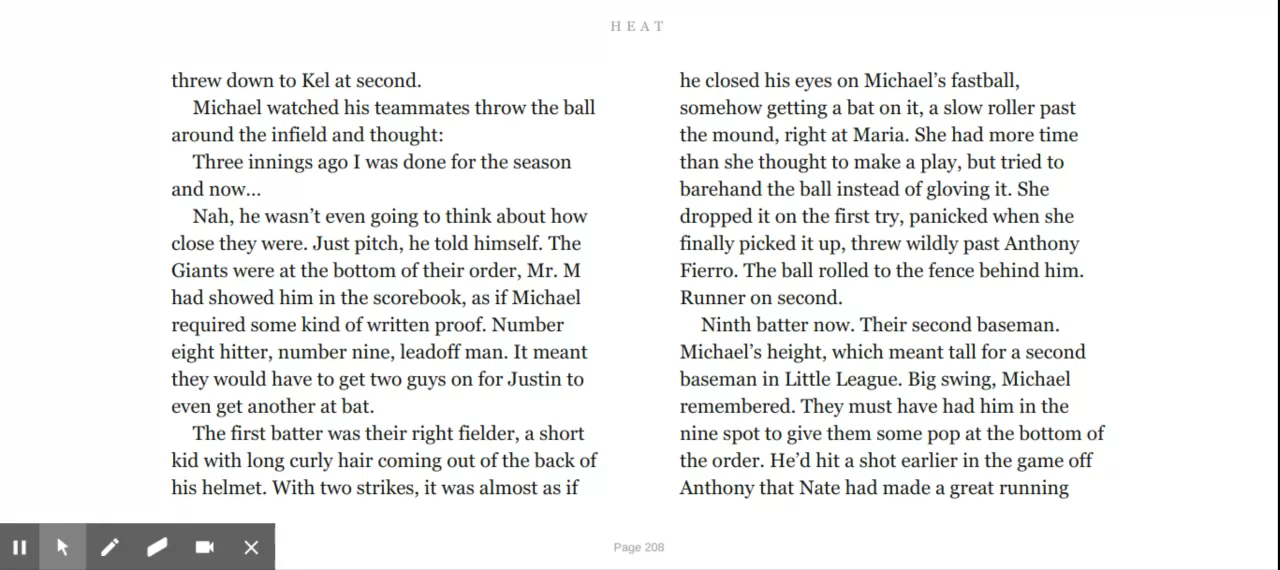 HEAT
threw down to Kel at second.
Michael watched his teammates throw the ball
around the infield and thought:
Three innings ago I was done for the season
and now...
Nah, he wasn't even going to think about how
close they were. Just pitch, he told himself. The
Giants were at the bottom of their order, Mr. M
had showed him in the scorebook, as if Michael
required some kind of written proof. Number
eight hitter, number nine, leadoff man. It meant
they would have to get two guys on for Justin to
even get another at bat.
The first batter was their right fielder, a short
kid with long curly hair coming out of the back of
his helmet. With two strikes, it was almost as if
he closed his eyes on Michael's fastball,
somehow getting a bat on it, a slow roller past
the mound, right at Maria. She had more time
than she thought to make a play, but tried to
barehand the ball instead of gloving it. She
dropped it on the first try, panicked when she
finally picked it up, threw wildly past Anthony
Fierro. The ball rolled to the fence behind him.
Runner on second.
Ninth batter now. Their second baseman.
Michael's height, which meant tall for a second
baseman in Little League. Big swing, Michael
remembered. They must have had him in the
nine spot to give them some pop at the bottom of
the order. He'd hit a shot earlier in the game off
Anthony that Nate had made a great running
Page 208